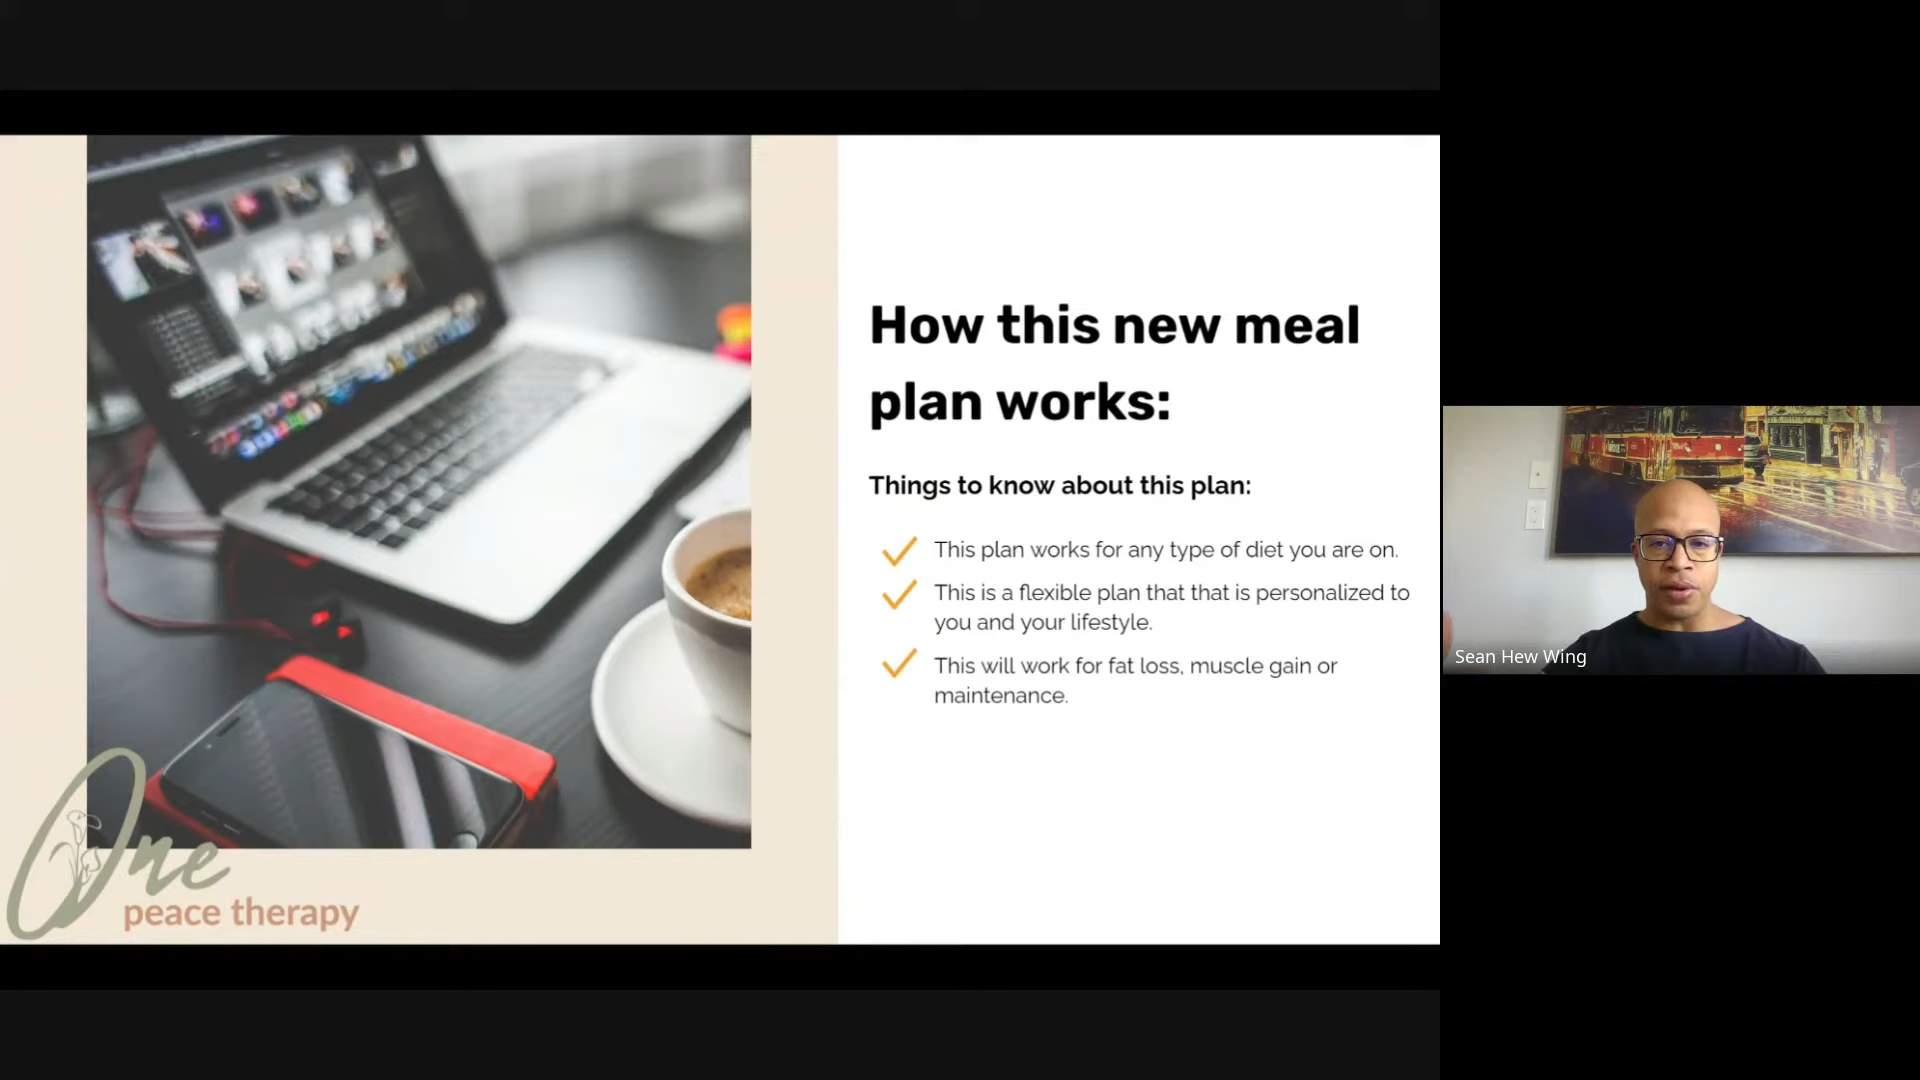 How this new meal
plan works:
Things to know about this plan:
This plan works for any type of diet you are on.
This is a flexible plan that that is personalized to
you and your lifestyle.
This will work for fat loss, muscle gain or
maintenance.
One
peace therapy
Sean Hew Wing